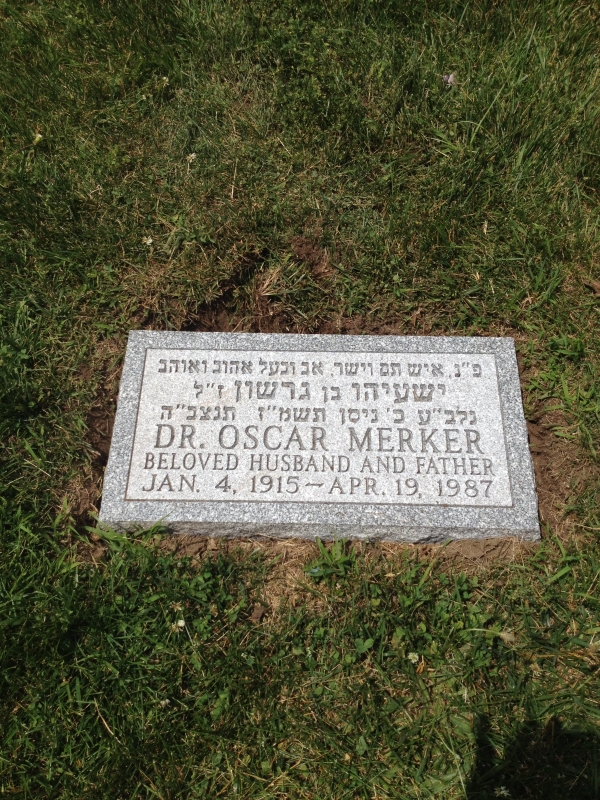 פ"נ, איש תם וישר, אב ובעל אהוב ואוהב
ישעיהו בן גרשון ז"ל
נלב"ע כ' ניסן תשמ"ז תנצב"ה
DR. OSCAR MERKER
BELOVED HUSBAND AND FATHER
JAN. 4, 1915 ~ APR. 19, 1987